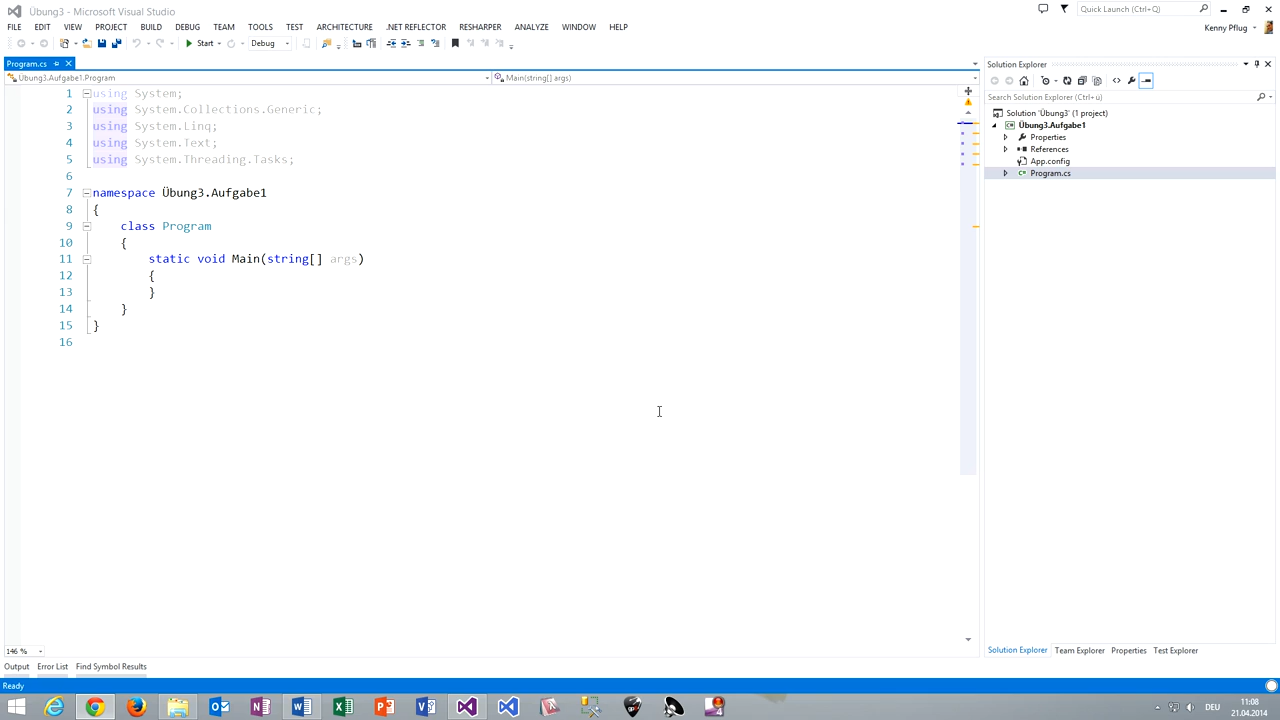 Übung3 - Microsoft Visual Studio
Quick Launch (Ctrl+Q)
FILE EDIT VIEW PROJECT BUILD DEBUG TEAM TOOLS TEST ARCHITECTURE .NET REFLECTOR RESHARPER ANALYZE WINDOW HELP
Kenny Pflug
Start Debug
Program.cs
Übung3.Aufgabe1.Program
Main(string[] args)
1 using System;
2 using System.Collections.Generic;
3 using System.Linq;
4 using System.Text;
5 using System.Threading.Tasks;
6
7 namespace Übung3.Aufgabe1
8 {
9 class Program
10 {
11 static void Main(string[] args)
12 {
13 }
14 }
15 }
16
146 %
Solution Explorer
Search Solution Explorer (Ctrl+ü)
Solution 'Übung3' (1 project)
Übung3.Aufgabe1
Properties
References
App.config
Program.cs
Solution Explorer Team Explorer Properties Test Explorer
Output Error List Find Symbol Results
Ready
DEU
11:08
21.04.2014